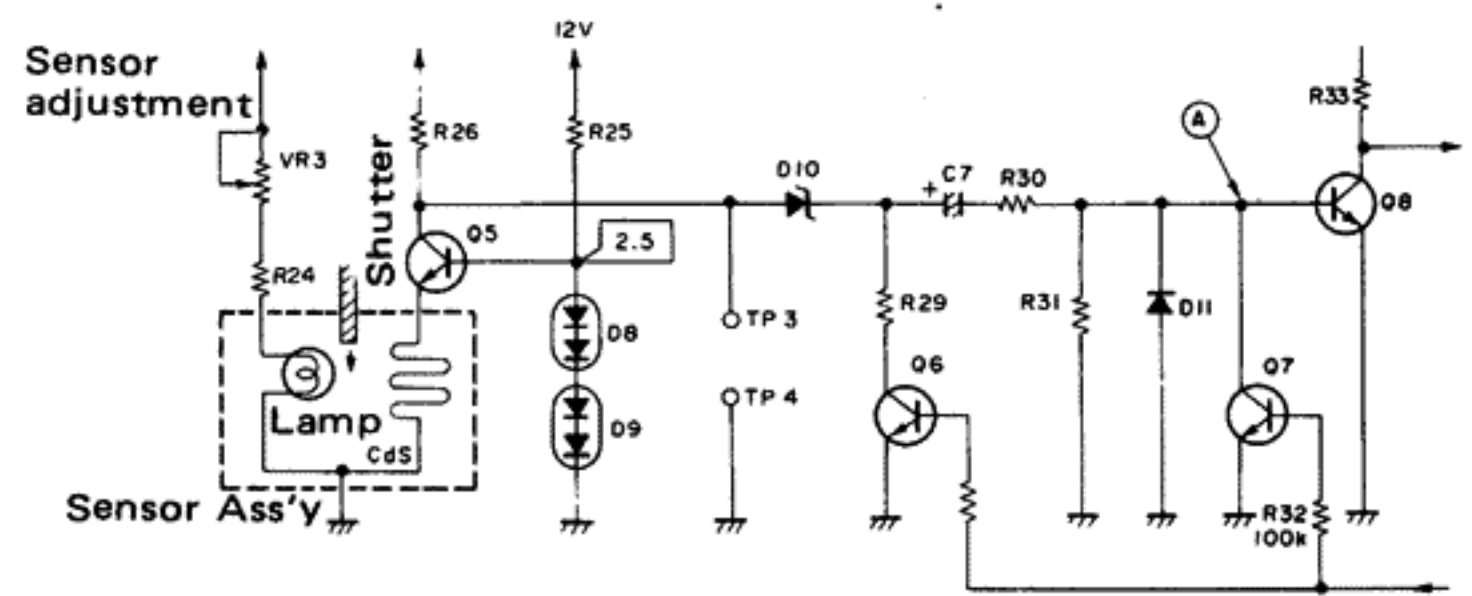 12V
Sensor
adjustment
VR3
R26
R25
R33
A
D10
+
C7
R30
Shutter
Q5
2.5
Q8
R24
TP 3
R29
R31
D11
D8
Q6
Q7
Lamp
TP 4
D9
CdS
Sensor Ass'y
R32
100k